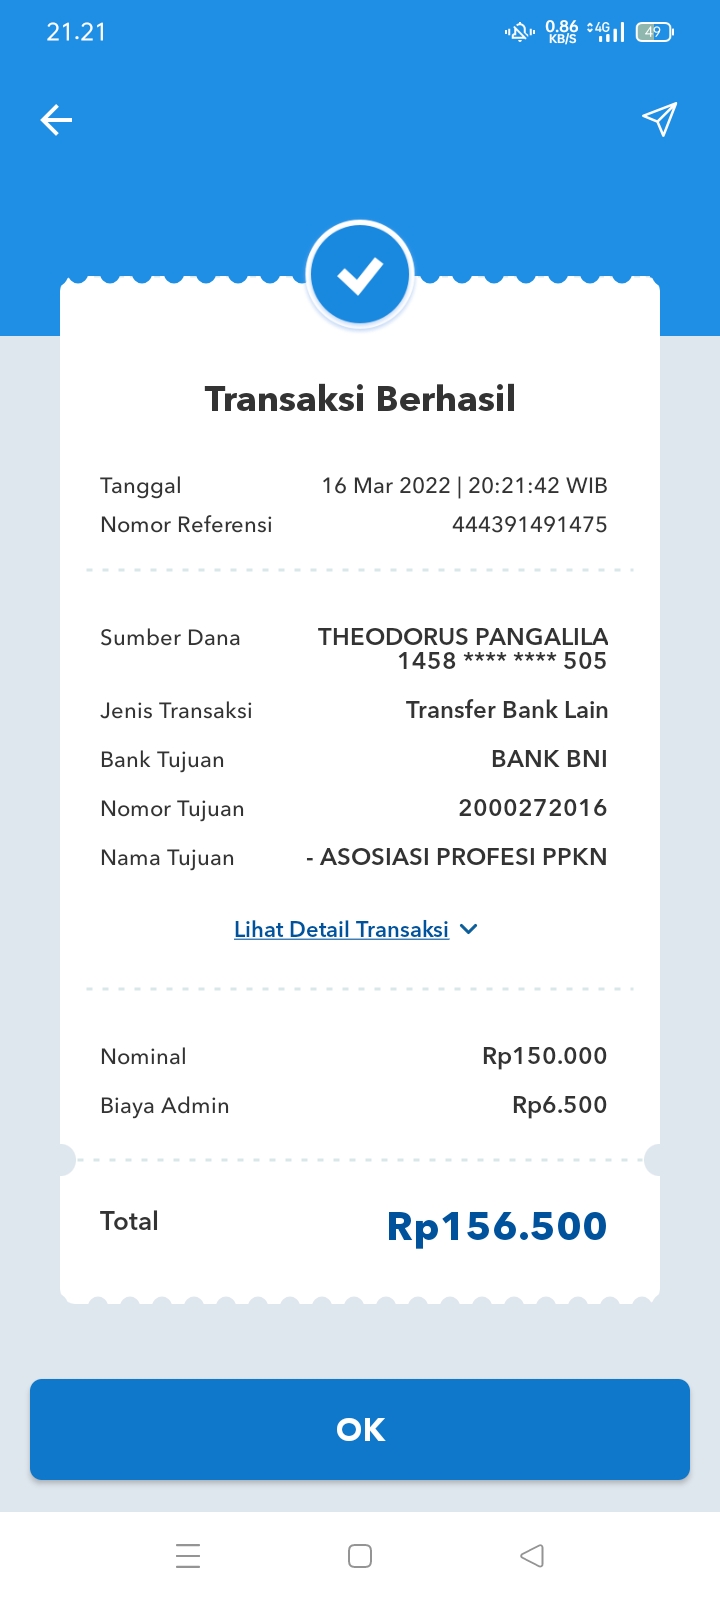 21.21
0.86
KB/S
4G
49
Transaksi Berhasil
Tanggal 16 Mar 2022 | 20:21:42 WIB
Nomor Referensi 444391491475
Sumber Dana THEODORUS PANGALILA
1458 **** **** 505
Jenis Transaksi Transfer Bank Lain
Bank Tujuan BANK BNI
Nomor Tujuan 2000272016
Nama Tujuan - ASOSIASI PROFESI PPKN
Lihat Detail Transaksi
Nominal Rp150.000
Biaya Admin Rp6.500
Total Rp156.500
OK